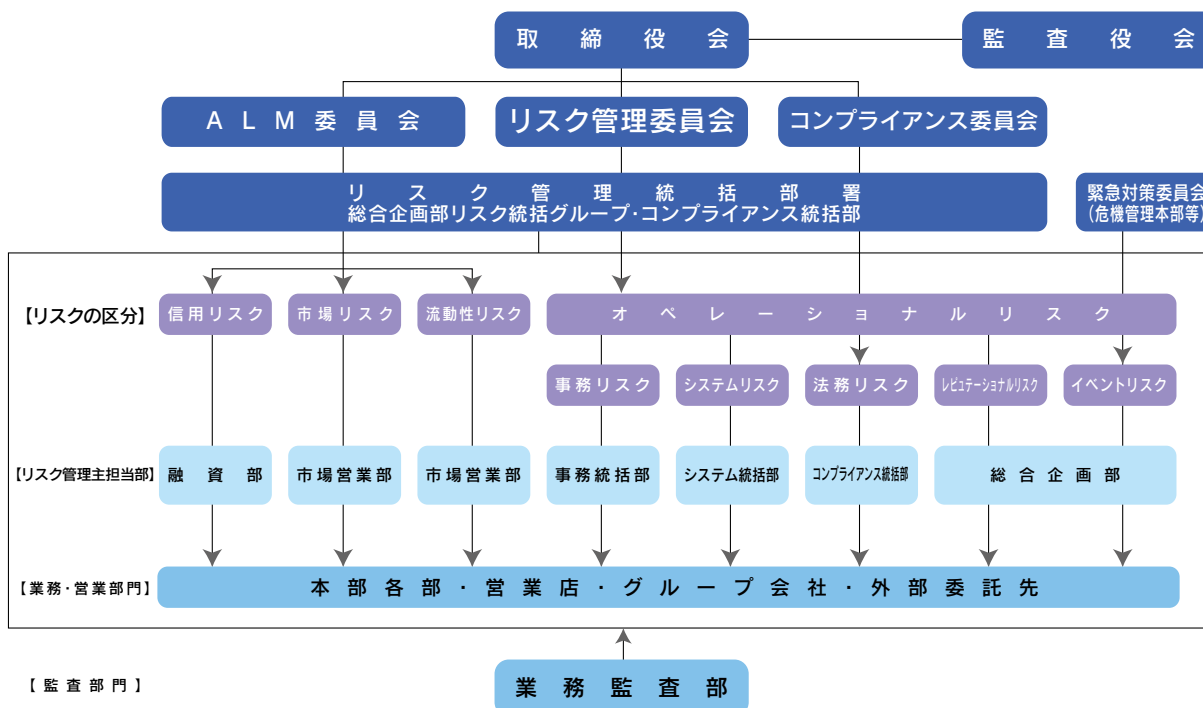 取締役会
監査役会
ALM委員会
リスク管理委員会
コンプライアンス委員会
リスク管理統括部署
総合企画部リスク統括グループ・コンプライアンス統括部
緊急対策委員会
(危機管理本部等)
【リスクの区分】
信用リスク
市場リスク
流動性リスク
オペレーショナルリスク
事務リスク
システムリスク
法務リスク
レピュテーショナルリスク
イベントリスク
【リスク管理主担当部】
融資部
市場営業部
市場営業部
事務統括部
システム統括部
コンプライアンス統括部
総合企画部
【業務・営業部門】
本部各部・営業店・グループ会社・外部委託先
【監査部門】
業務監査部